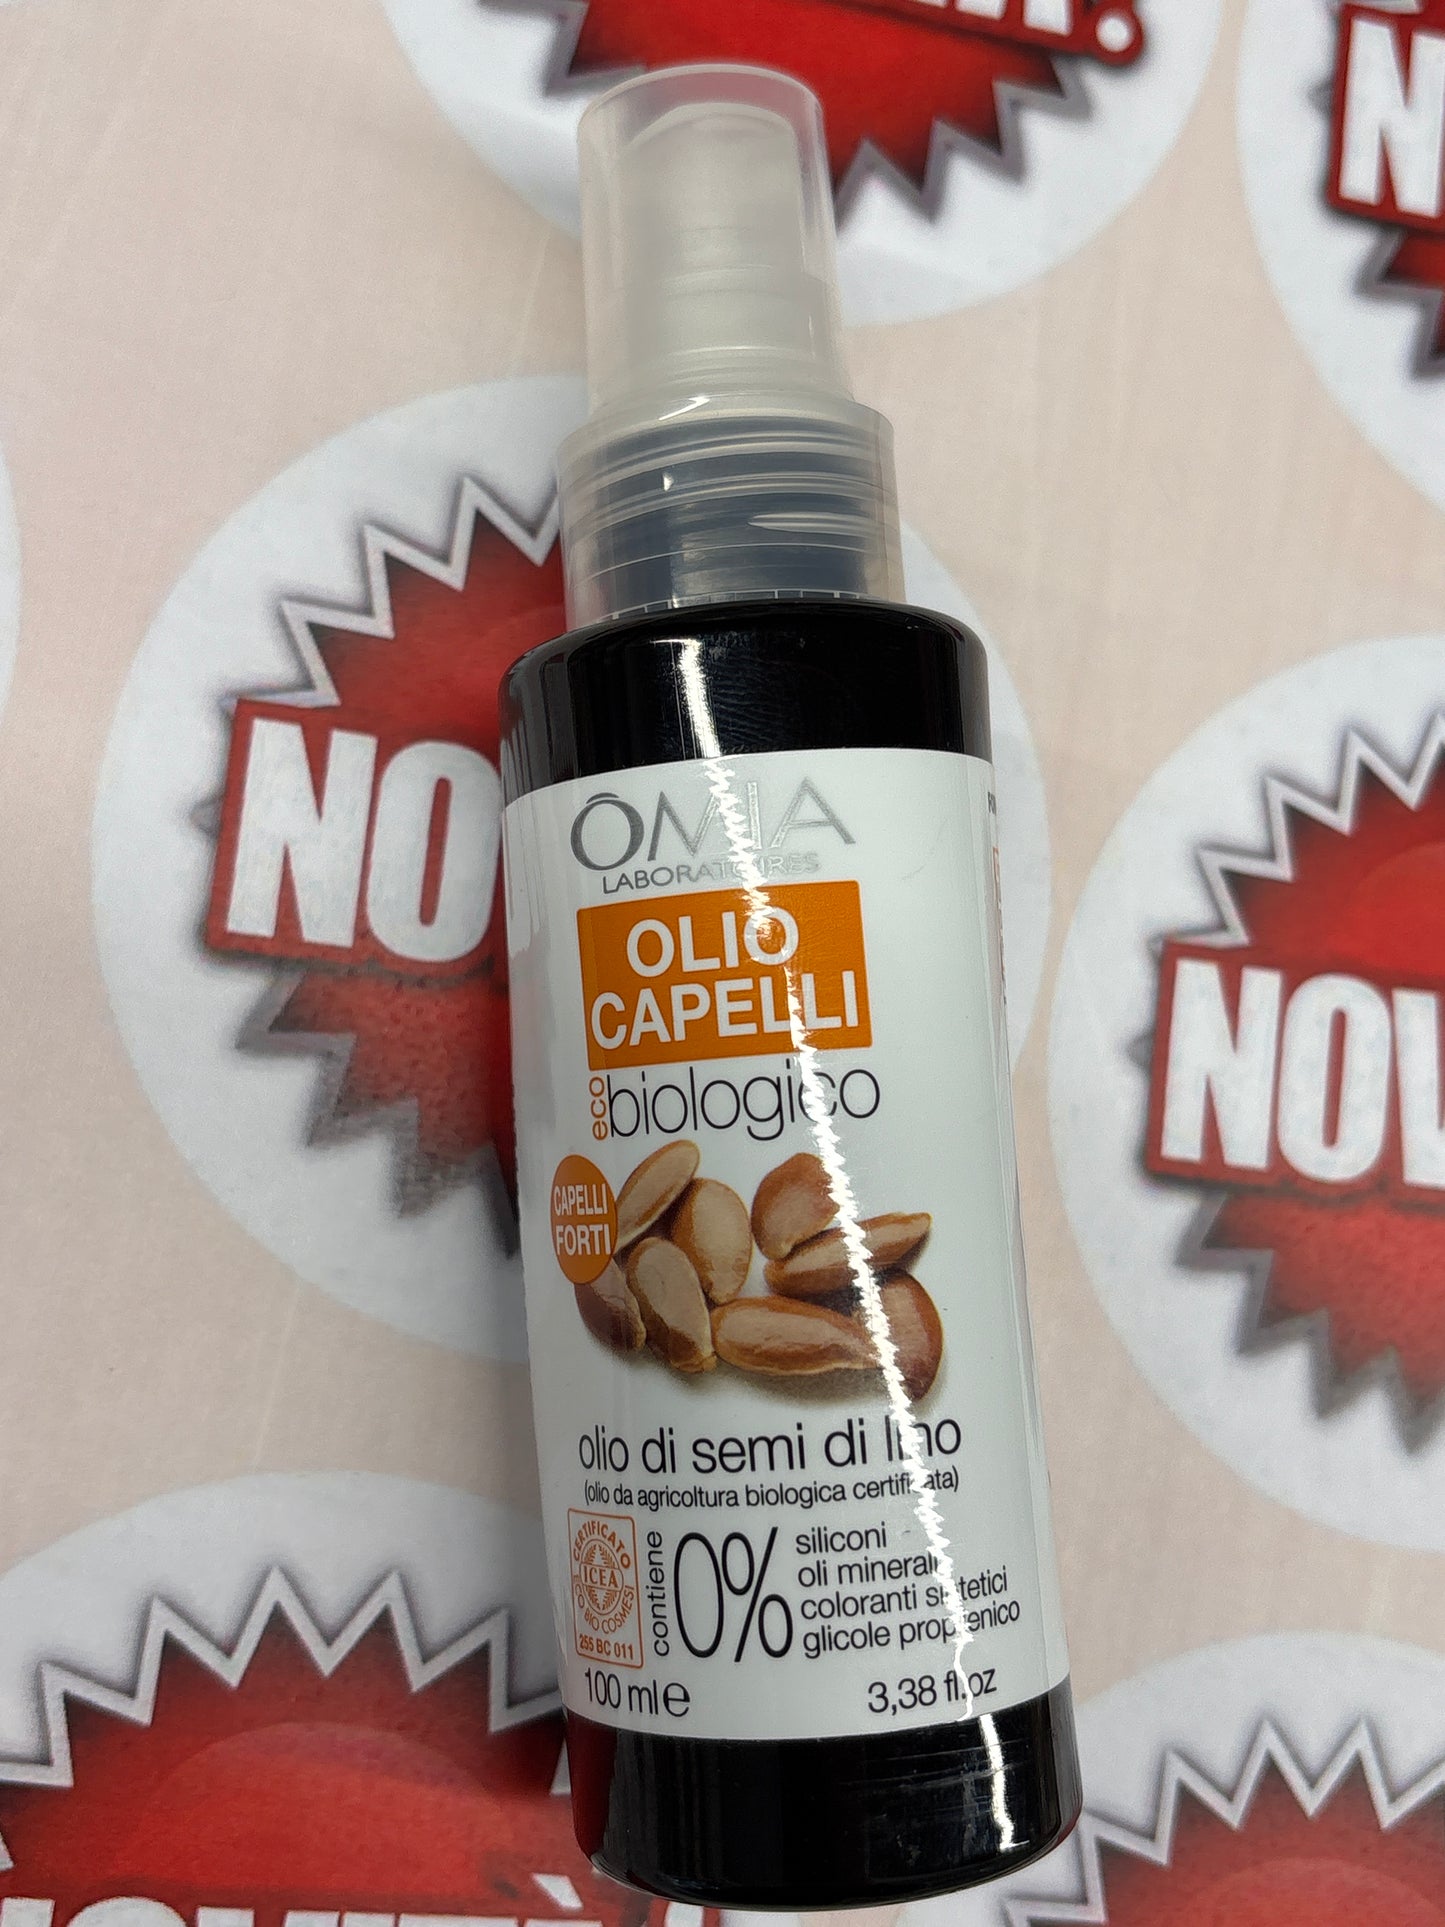 NO
NOV
N
ÔMIA
LABORATOIRES
OLIO
CAPELLI
eco
biologico
CAPELLI
FORTI
olio di semi di lino
(olio da agricoltura biologica certificata)
CERTIFICATO
ICEA
ECO BIO COSMESI
255 BC 011
contiene
0%
siliconi
oli minerali
coloranti sintetici
glicole propilenico
100 ml e
3,38 fl.oz
NOVITÀ!